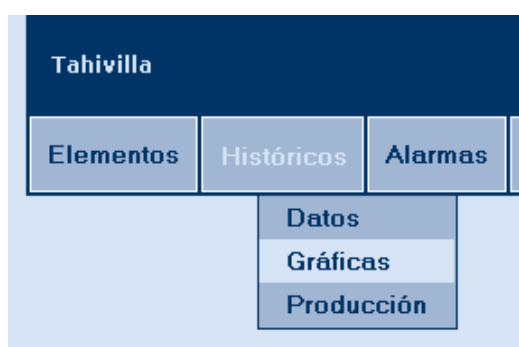 Tahivilla
Elementos Históricos Alarmas
Datos
Gráficas
Producción